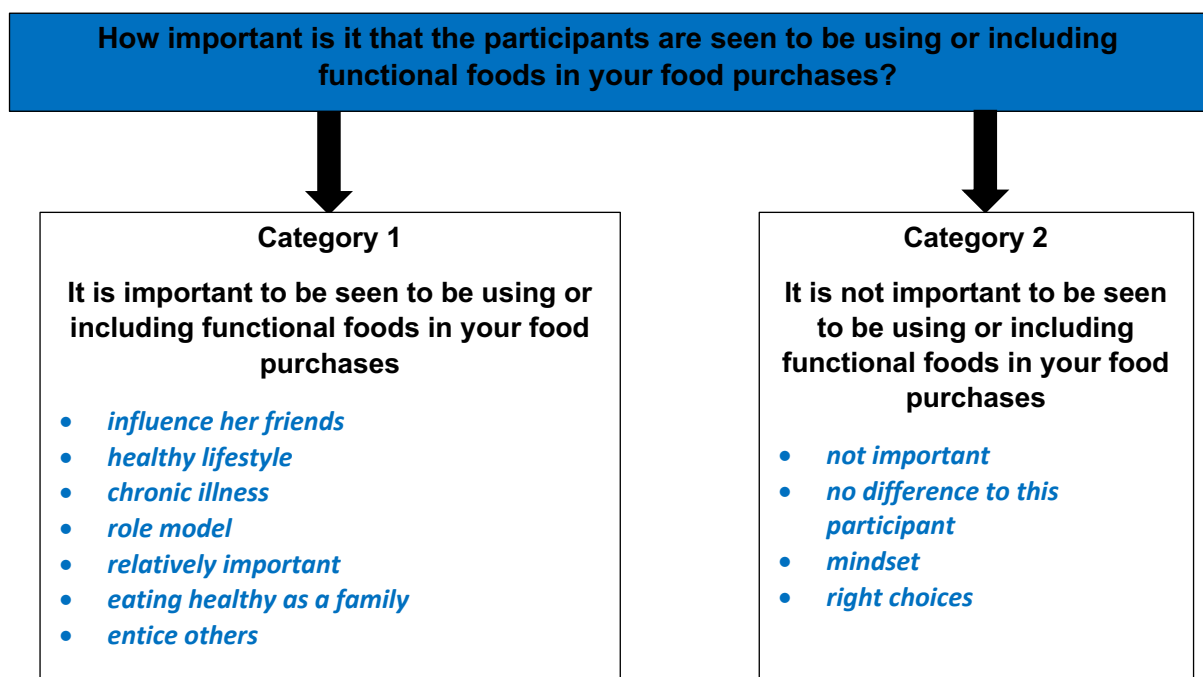 How important is it that the participants are seen to be using or including
functional foods in your food purchases?
Category 1
It is important to be seen to be using or
including functional foods in your food
purchases
• influence her friends
• healthy lifestyle
• chronic illness
• role model
• relatively important
• eating healthy as a family
• entice others
Category 2
It is not important to be seen
to be using or including
functional foods in your food
purchases
• not important
• no difference to this
participant
• mindset
• right choices